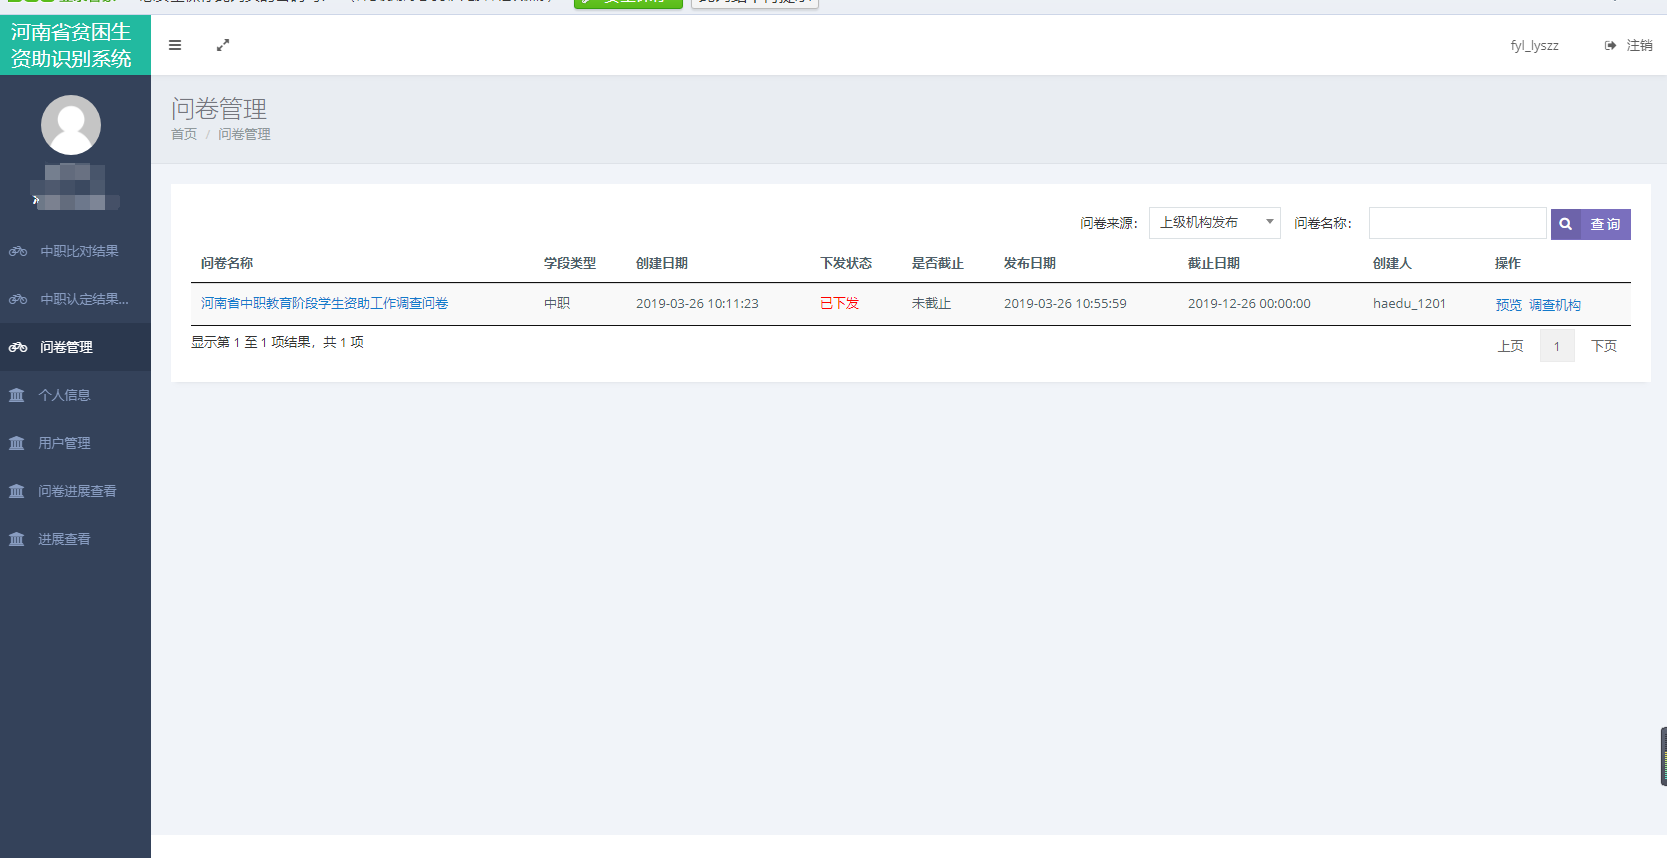 河南省贫困生
资助识别系统
fyl_lyszz
注销
问卷管理
首页 / 问卷管理
中职比对结果
中职认定结果...
问卷管理
个人信息
用户管理
问卷进展查看
进展查看
问卷来源: 上级机构发布 问卷名称: 查 询
问卷名称 学段类型 创建日期 下发状态 是否截止 发布日期 截止日期 创建人 操作
河南省中职教育阶段学生资助工作调查问卷 中职 2019-03-26 10:11:23 已下发 未截止 2019-03-26 10:55:59 2019-12-26 00:00:00 haedu_1201 预览 调查机构
显示第 1 至 1 项结果，共 1 项
上页 1 下页